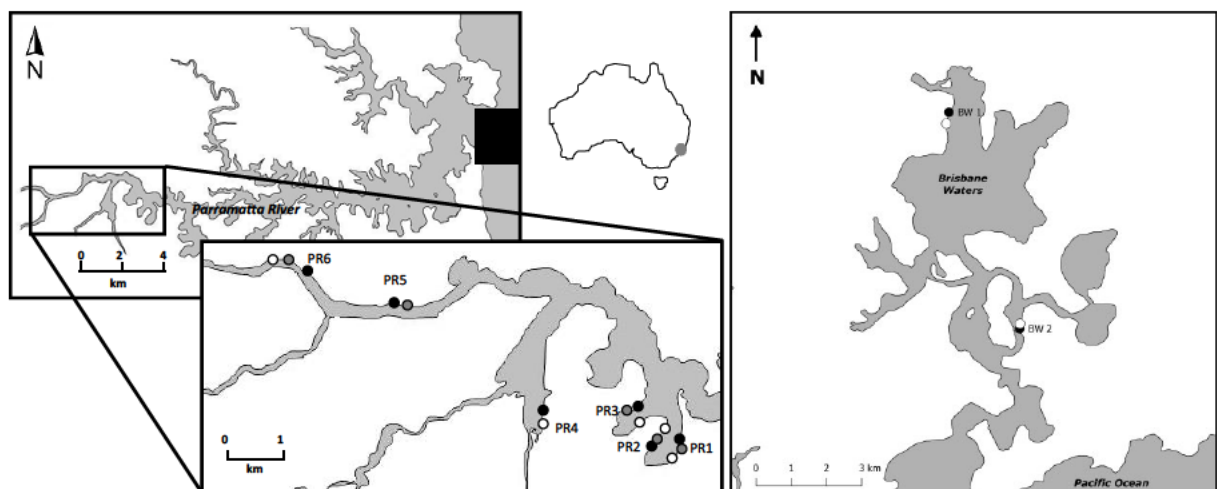 N
Parramatta River
0 2 4
km
PR6
PR5
PR4
PR3
PR2
PR1
0 1
km
N
BW 1
Brisbane
Waters
BW 2
0 1 2 3 km
Pacific Ocean